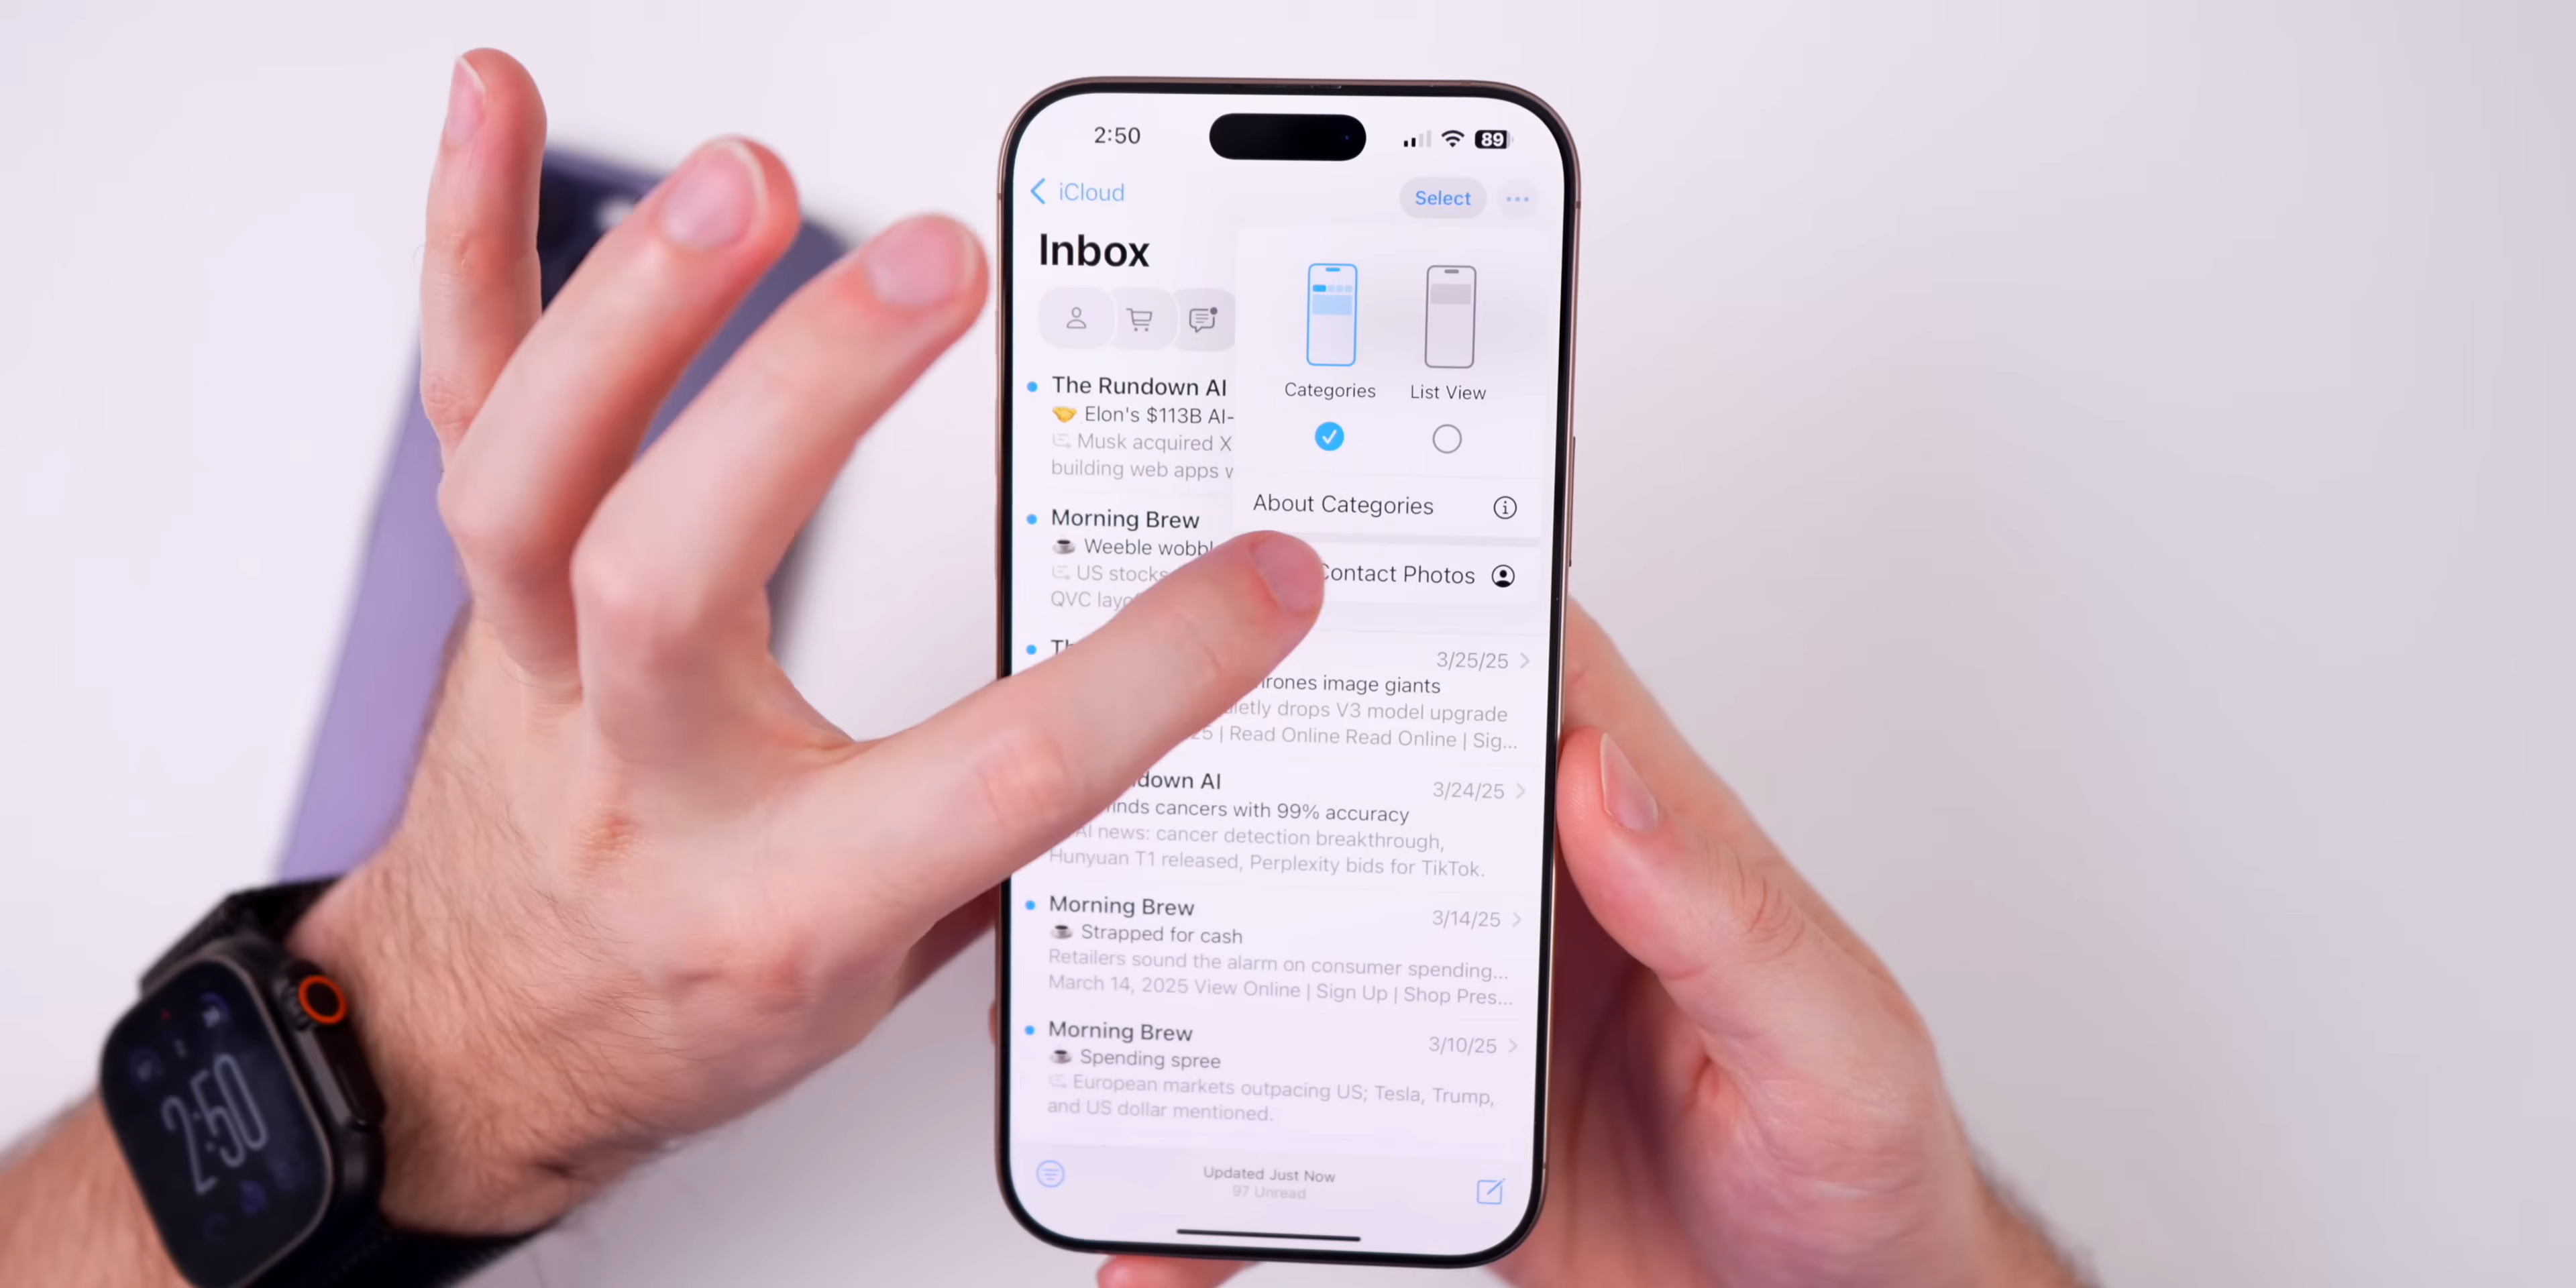 2:50
89
iCloud
Select
Inbox
Categories
List View
The Rundown AI
Elon's $113B AI-
Musk acquired X
building web apps
About Categories
Morning Brew
Weeble
US stocks
QVC
Contact Photos
3/25/25
image giants
drops V3 model upgrade
| Read Online Read Online | Sig...
AI
3/24/25
cancers with 99% accuracy
AI news: cancer detection breakthrough,
Hunyuan T1 released, Perplexity bids for TikTok.
Morning Brew
3/14/25
Strapped for cash
Retailers sound the alarm on consumer spending...
March 14, 2025 View Online | Sign Up | Shop Pres...
Morning Brew
3/10/25
Spending spree
European markets outpacing US; Tesla, Trump,
and US dollar mentioned.
Updated Just Now
97 Unread
2:50